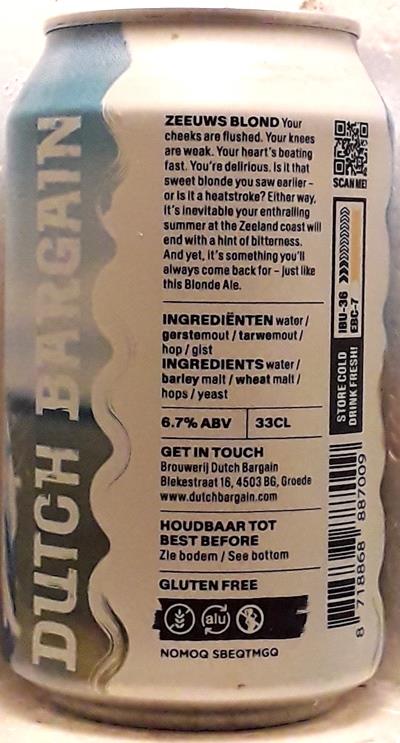 DUTCH BARGAIN
ZEEUWS BLOND Your
cheeks are flushed. Your knees
are weak. Your heart's beating
fast. You're delirious. Is it that
sweet blonde you saw earlier –
or is it a heatstroke? Either way,
it's inevitable your enthralling
summer at the Zeeland coast will
end with a hint of bitterness.
And yet, it's something you'll
always come back for – just like
this Blonde Ale.
INGREDIËNTEN water /
gerstemout / tarwemout /
hop / gist
INGREDIENTS water /
barley malt / wheat malt /
hops / yeast
6.7% ABV 33CL
GET IN TOUCH
Brouwerij Dutch Bargain
Blekestraat 16, 4503 BG, Groede
www.dutchbargain.com
HOUDBAAR TOT
BEST BEFORE
Zie bodem / See bottom
GLUTEN FREE
alu
NOMOQ SBEQTMGQ
SCAN ME!
IBU-36
EBC-7
STORE COLD
DRINK FRESH!
8 718868 887009